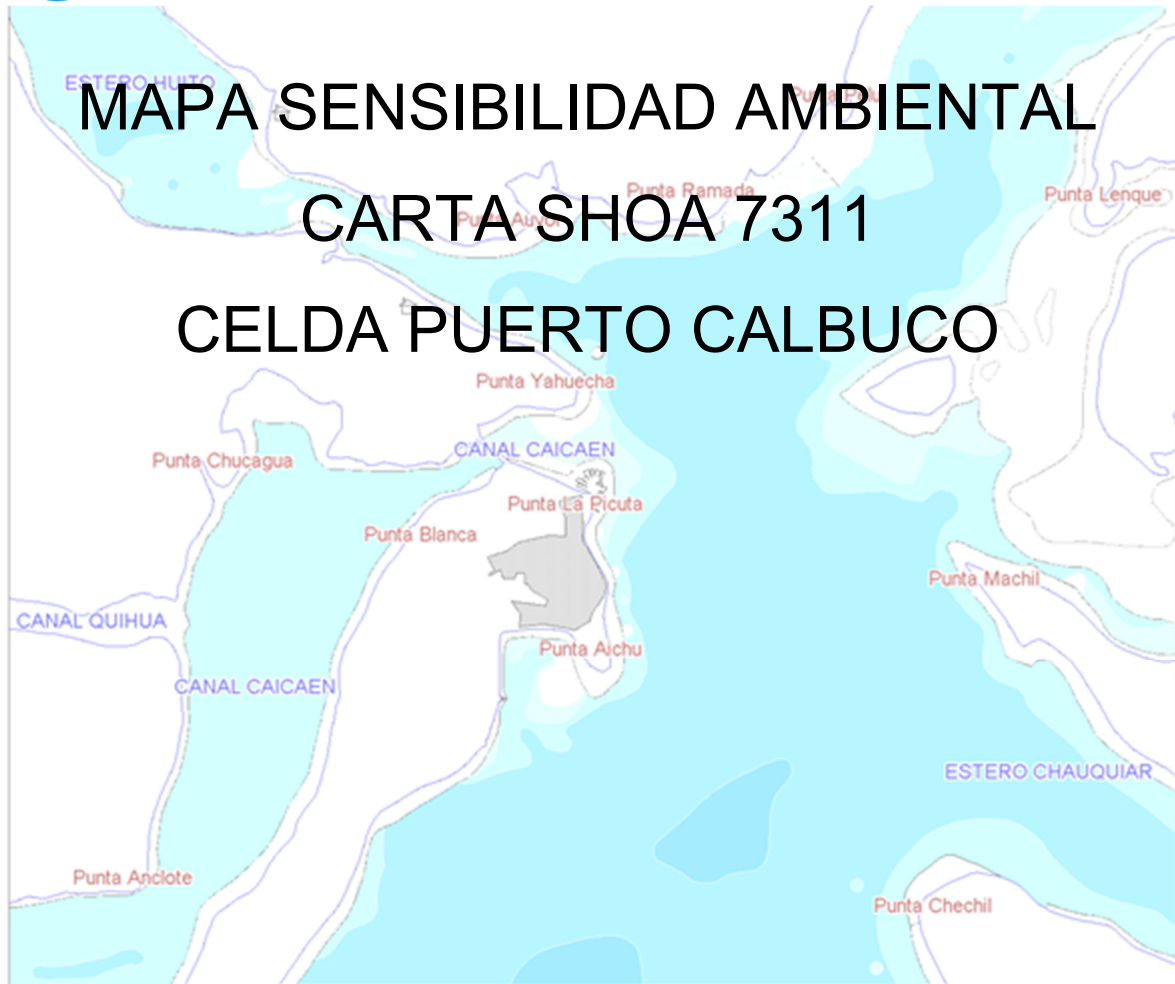 ESTERO HUITO
MAPA SENSIBILIDAD AMBIENTAL
Punta
Punta Ramada
Punta Lenque
Punta
CARTA SHOA 7311
CELDA PUERTO CALBUCO
Punta Yahuecha
CANAL CAICAEN
Punta Chucagua
Punta La Picuta
Punta Blanca
Punta Machil
CANAL QUIHUA
Punta Aichu
CANAL CAICAEN
ESTERO CHAUQUIAR
Punta Anclote
Punta Chechil